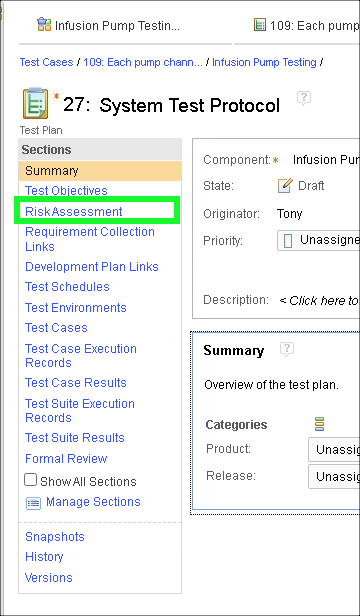 Infusion Pump Testin...
109: Each pump
Test Cases / 109: Each pump chann... / Infusion Pump Testing /
* 27: System Test Protocol ?
Test Plan
Sections
Summary
Test Objectives
Risk Assessment
Requirement Collection
Links
Development Plan Links
Test Schedules
Test Environments
Test Cases
Test Case Execution
Records
Test Case Results
Test Suite Execution
Records
Test Suite Results
Formal Review
Show All Sections
Manage Sections
Snapshots
History
Versions
Component:* Infusion Pur
State: Draft
Originator: Tony
Priority: Unassigne
Description: < Click here to
Summary ?
Overview of the test plan.
Categories
Product: Unassig
Release: Unassig